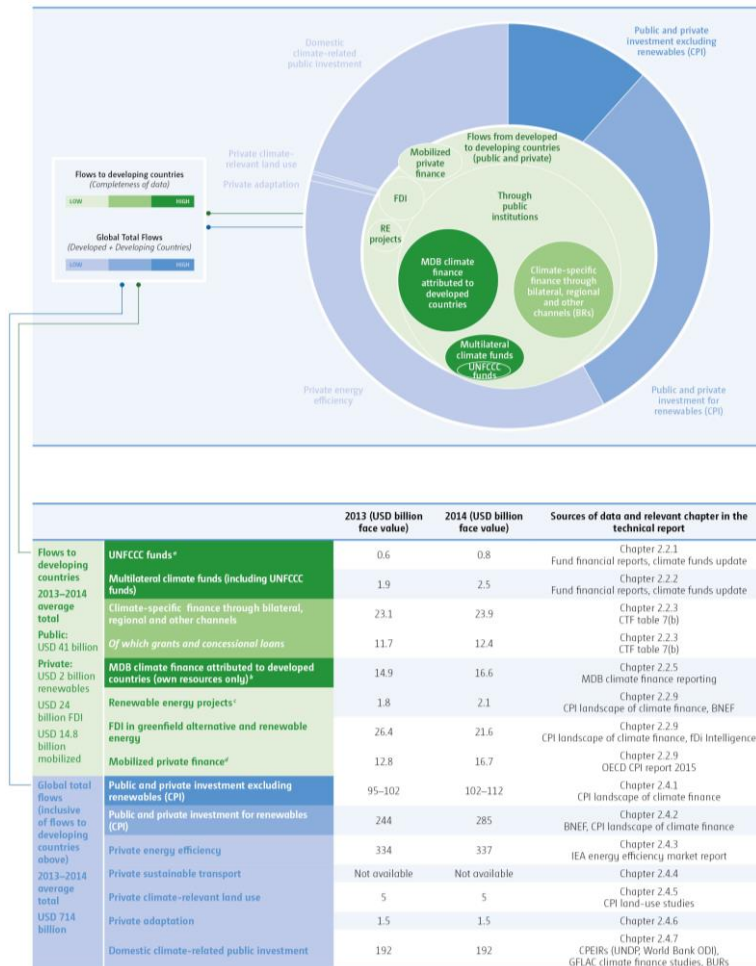 Domestic
climate-related
public investment
Public and private
investment excluding
renewables (CPI)
Private climate-
relevant land use
Private adaptation
Flows from developed
to developing countries
(public and private)
Mobilized
private
finance
FDI
RE
projects
Through
public
institutions
MDB climate
finance
attributed to
developed
countries
Climate-specific
finance through
bilateral, regional
and other
channels (BRs)
Multilateral
climate funds
UNFCCC
funds
Private energy
efficiency
Public and private
investment for
renewables (CPI)
Flows to developing countries
(Completeness of data)
LOW HIGH
Global Total Flows
(Developed + Developing Countries)
LOW HIGH
2013 (USD billion
face value)
2014 (USD billion
face value)
Sources of data and relevant chapter in the
technical report
Flows to
developing
countries
2013–2014
average
total
Public:
USD 41 billion
Private:
USD 2 billion
renewables
USD 24
billion FDI
USD 14.8
billion
mobilized
UNFCCC funds a
0.6 0.8
Chapter 2.2.1
Fund financial reports, climate funds update
Multilateral climate funds (including UNFCCC
funds)
1.9 2.5
Chapter 2.2.2
Fund financial reports, climate funds update
Climate-specific finance through bilateral,
regional and other channels
23.1 23.9
Chapter 2.2.3
CTF table 7(b)
Of which grants and concessional loans
11.7 12.4
Chapter 2.2.3
CTF table 7(b)
MDB climate finance attributed to developed
countries (own resources only) b
14.9 16.6
Chapter 2.2.5
MDB climate finance reporting
Renewable energy projects c
1.8 2.1
Chapter 2.2.9
CPI landscape of climate finance, BNEF
FDI in greenfield alternative and renewable
energy
26.4 21.6
Chapter 2.2.9
CPI landscape of climate finance, fDi Intelligence
Mobilized private finance d
12.8 16.7
Chapter 2.2.9
OECD CPI report 2015
Global total
flows
(inclusive
of flows to
developing
countries
above)
2013–2014
average
total
USD 714
billion
Public and private investment excluding
renewables (CPI)
95–102 102–112
Chapter 2.4.1
CPI landscape of climate finance
Public and private investment for renewables
(CPI)
244 285
Chapter 2.4.2
BNEF, CPI landscape of climate finance
Private energy efficiency
334 337
Chapter 2.4.3
IEA energy efficiency market report
Private sustainable transport
Not available Not available
Chapter 2.4.4
Private climate-relevant land use
5 5
Chapter 2.4.5
CPI land-use studies
Private adaptation
1.5 1.5
Chapter 2.4.6
Domestic climate-related public investment
192 192
Chapter 2.4.7
CPEIRs (UNDP, World Bank ODI),
GFLAC climate finance studies, BURs